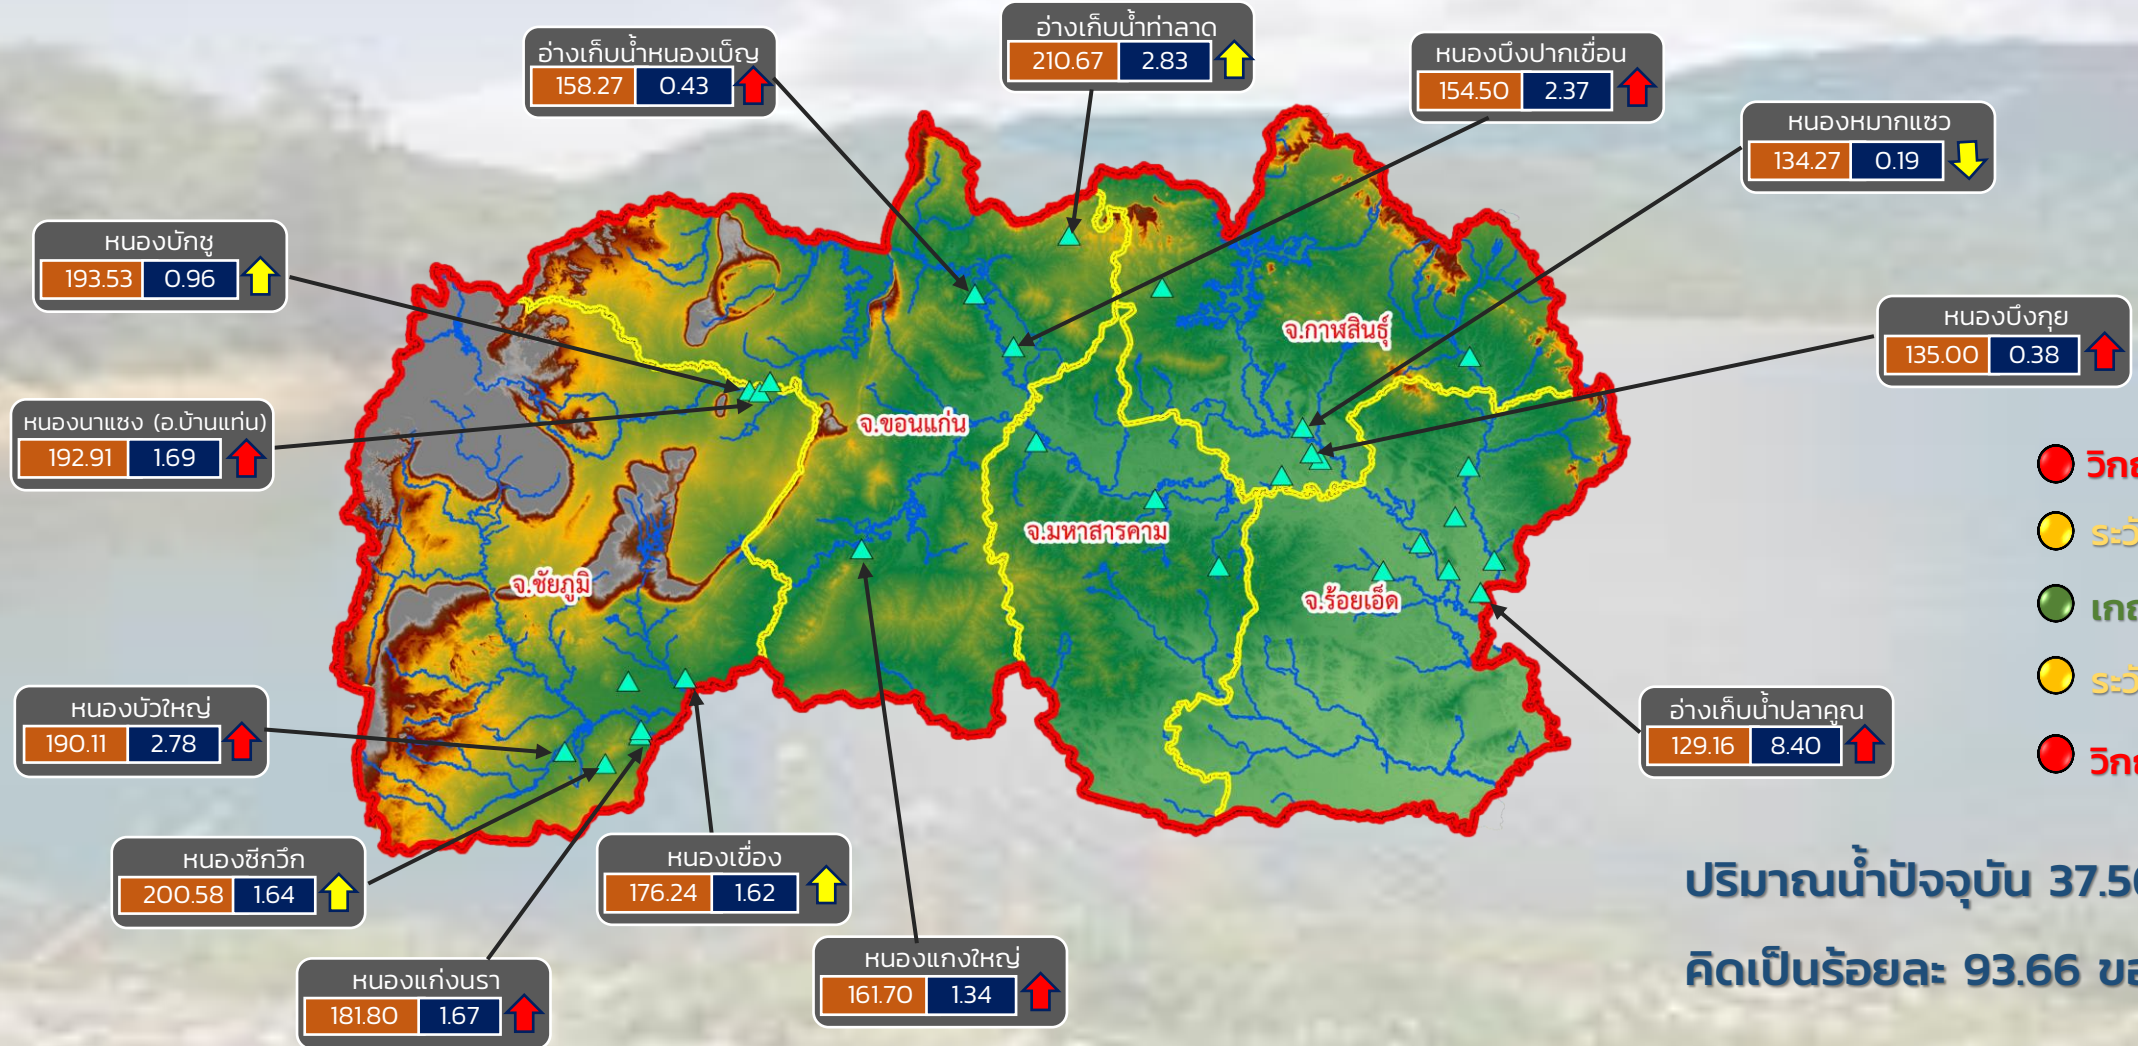 อ่างเก็บน้ำท่าลาด
210.67 2.83
อ่างเก็บน้ำหนองเบ็ญ
158.27 0.43
หนองบึงปากเขื่อน
154.50 2.37
หนองหมากแซว
134.27 0.19
หนองบักชู
193.53 0.96
หนองบึงกุย
135.00 0.38
จ.กาฬสินธุ์
หนองนาแซง (อ.บ้านแท่น)
192.91 1.69
จ.ขอนแก่น
จ.มหาสารคาม
จ.ชัยภูมิ
จ.ร้อยเอ็ด
หนองบัวใหญ่
190.11 2.78
อ่างเก็บน้ำปลาคูณ
129.16 8.40
หนองซีกวึก
200.58 1.64
หนองเขื่อง
176.24 1.62
หนองแกงใหญ่
161.70 1.34
หนองแก่งนรา
181.80 1.67
ปริมาณน้ำปัจจุบัน
คิดเป็นร้อยละ 93.66